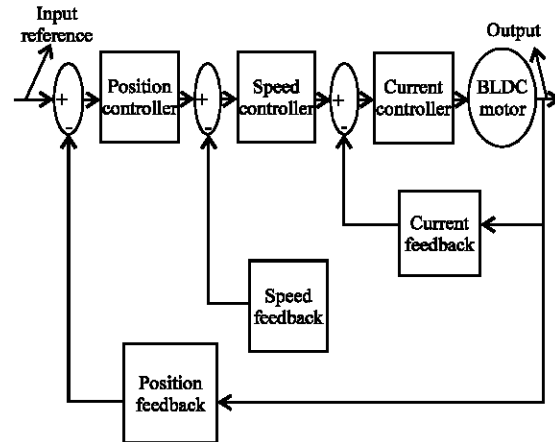 Input
reference
Output
+
Position
controller
+
Speed
controller
+
Current
controller
BLDC
motor
-
-
-
Current
feedback
Speed
feedback
Position
feedback